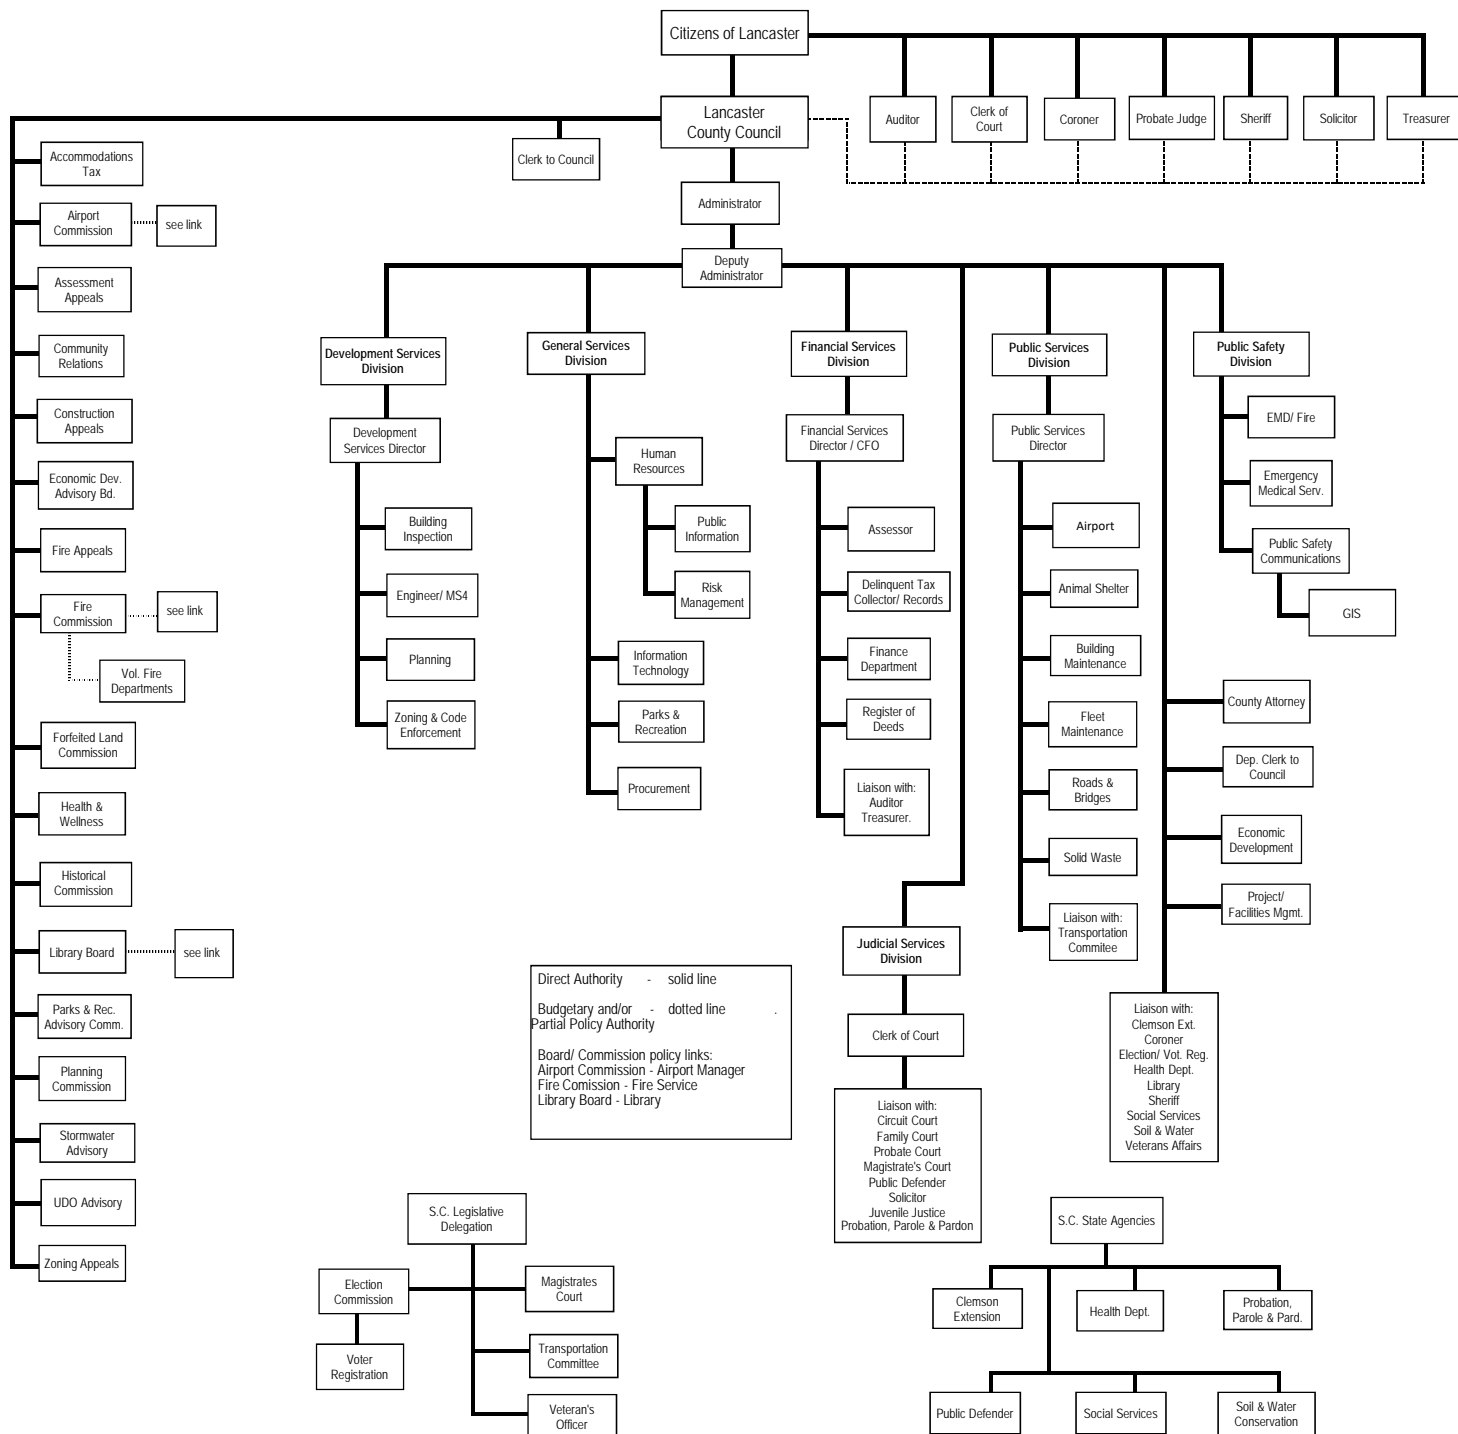 Citizens of Lancaster
Lancaster
County Council
Auditor
Clerk of
Court
Coroner
Probate Judge
Sheriff
Solicitor
Treasurer
Clerk to Council
Administrator
Deputy
Administrator
Accommodations
Tax
Airport
Commission
see link
Assessment
Appeals
Community
Relations
Construction
Appeals
Economic Dev.
Advisory Bd.
Fire Appeals
Fire
Commission
see link
Vol. Fire
Departments
Forfeited Land
Commission
Health &
Wellness
Historical
Commission
Library Board
see link
Parks & Rec.
Advisory Comm.
Planning
Commission
Stormwater
Advisory
UDO Advisory
Zoning Appeals
Development Services
Division
Development
Services Director
Building
Inspection
Engineer/ MS4
Planning
Zoning & Code
Enforcement
General Services
Division
Human
Resources
Public
Information
Risk
Management
Information
Technology
Parks &
Recreation
Procurement
Financial Services
Division
Financial Services
Director / CFO
Assessor
Delinquent Tax
Collector/ Records
Finance
Department
Register of
Deeds
Liaison with:
Auditor
Treasurer.
Judicial Services
Division
Clerk of Court
Liaison with:
Circuit Court
Family Court
Probate Court
Magistrate's Court
Public Defender
Solicitor
Juvenile Justice
Probation, Parole & Pardon
Public Services
Division
Public Services
Director
Airport
Animal Shelter
Building
Maintenance
Fleet
Maintenance
Roads &
Bridges
Solid Waste
Liaison with:
Transportation
Commitee
Public Safety
Division
EMD/ Fire
Emergency
Medical Serv.
Public Safety
Communications
GIS
County Attorney
Dep. Clerk to
Council
Economic
Development
Project/
Facilities Mgmt.
Liaison with:
Clemson Ext.
Coroner
Election/ Vot. Reg.
Health Dept.
Library
Sheriff
Social Services
Soil & Water
Veterans Affairs
Direct Authority - solid line
Budgetary and/or - dotted line .
Partial Policy Authority
Board/ Commission policy links:
Airport Commission - Airport Manager
Fire Comission - Fire Service
Library Board - Library
S.C. Legislative
Delegation
Election
Commission
Voter
Registration
Magistrates
Court
Transportation
Committee
Veteran's
Officer
S.C. State Agencies
Clemson
Extension
Health Dept.
Probation,
Parole & Pard.
Public Defender
Social Services
Soil & Water
Conservation